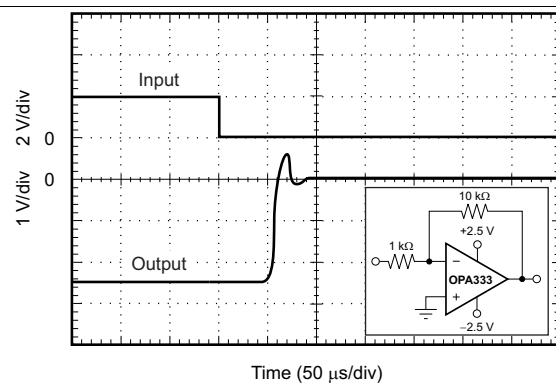 Input
2 V/div
0
1 V/div
0
Output
10 kΩ
+2.5 V
1 kΩ
−
OPA333
+
−2.5 V
Time (50 μs/div)